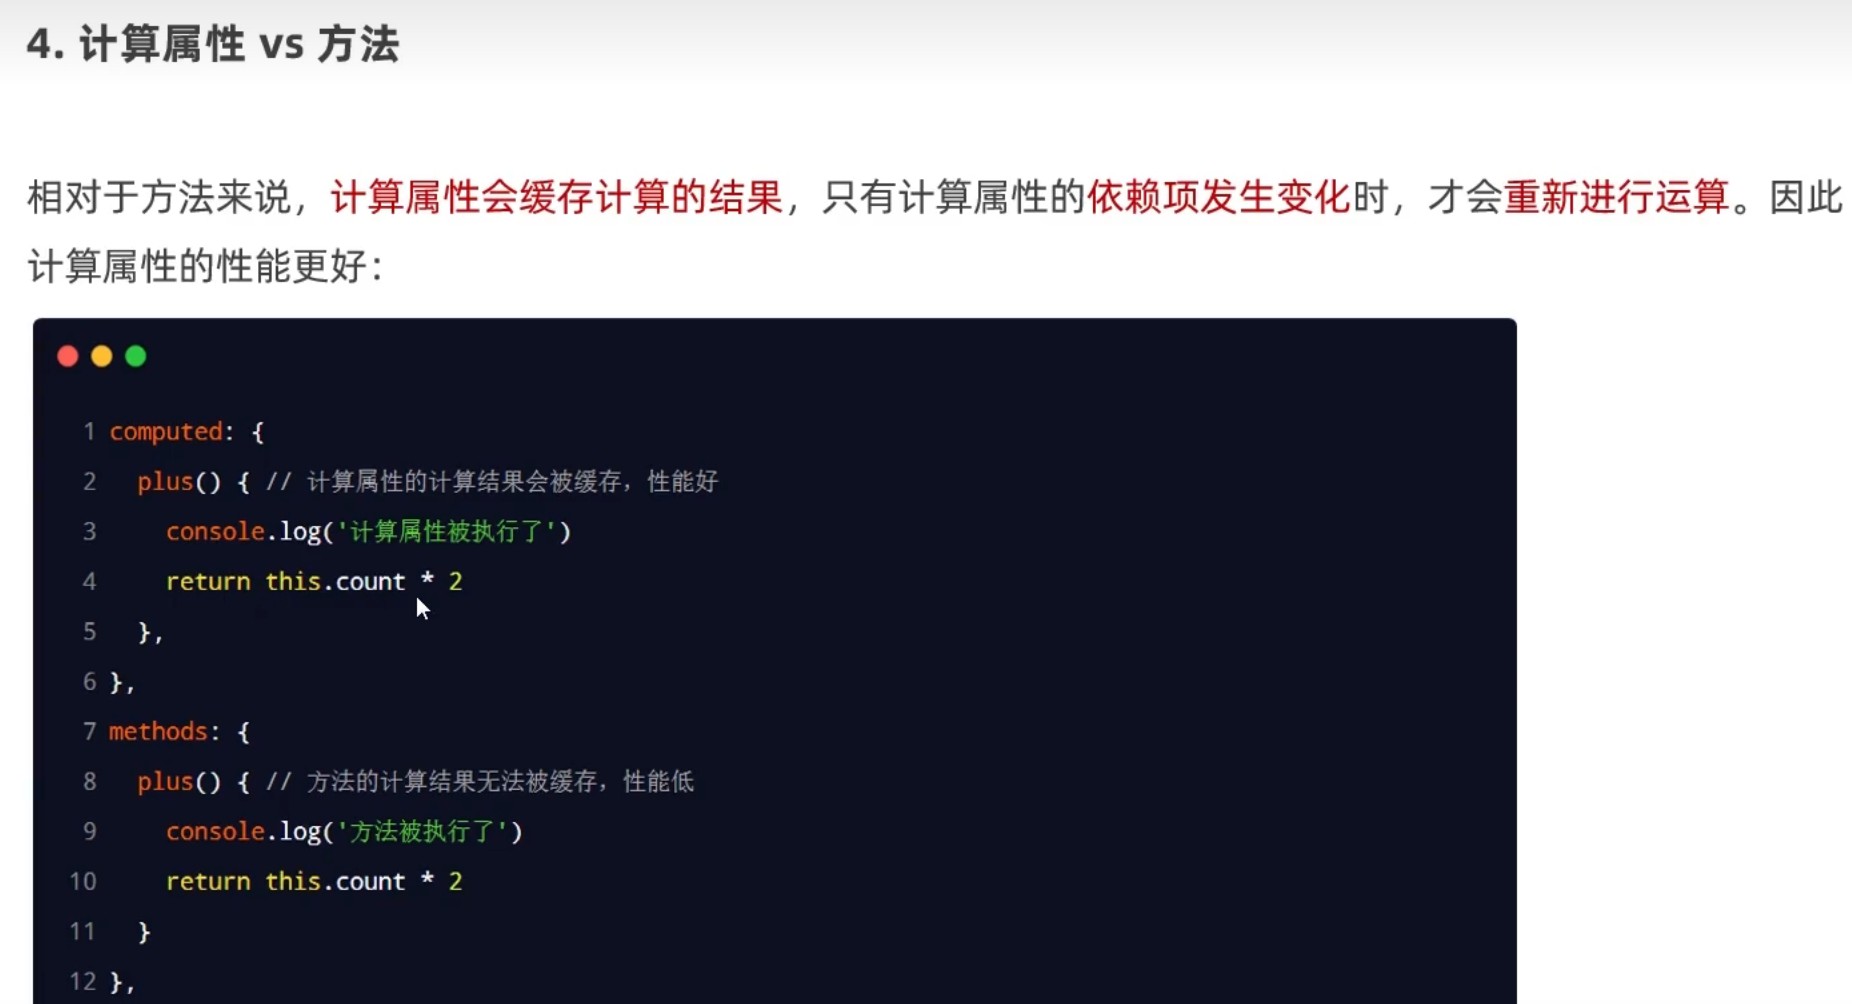 4. 计算属性 vs 方法
相对于方法来说，计算属性会缓存计算的结果，只有计算属性的依赖项发生变化时，才会重新进行运算。因此
计算属性的性能更好：
1 computed: {
2   plus() { // 计算属性的计算结果会被缓存，性能好
3     console.log('计算属性被执行了')
4     return this.count * 2
5   },
6 },
7 methods: {
8   plus() { // 方法的计算结果无法被缓存，性能低
9     console.log('方法被执行了')
10     return this.count * 2
11   }
12 },